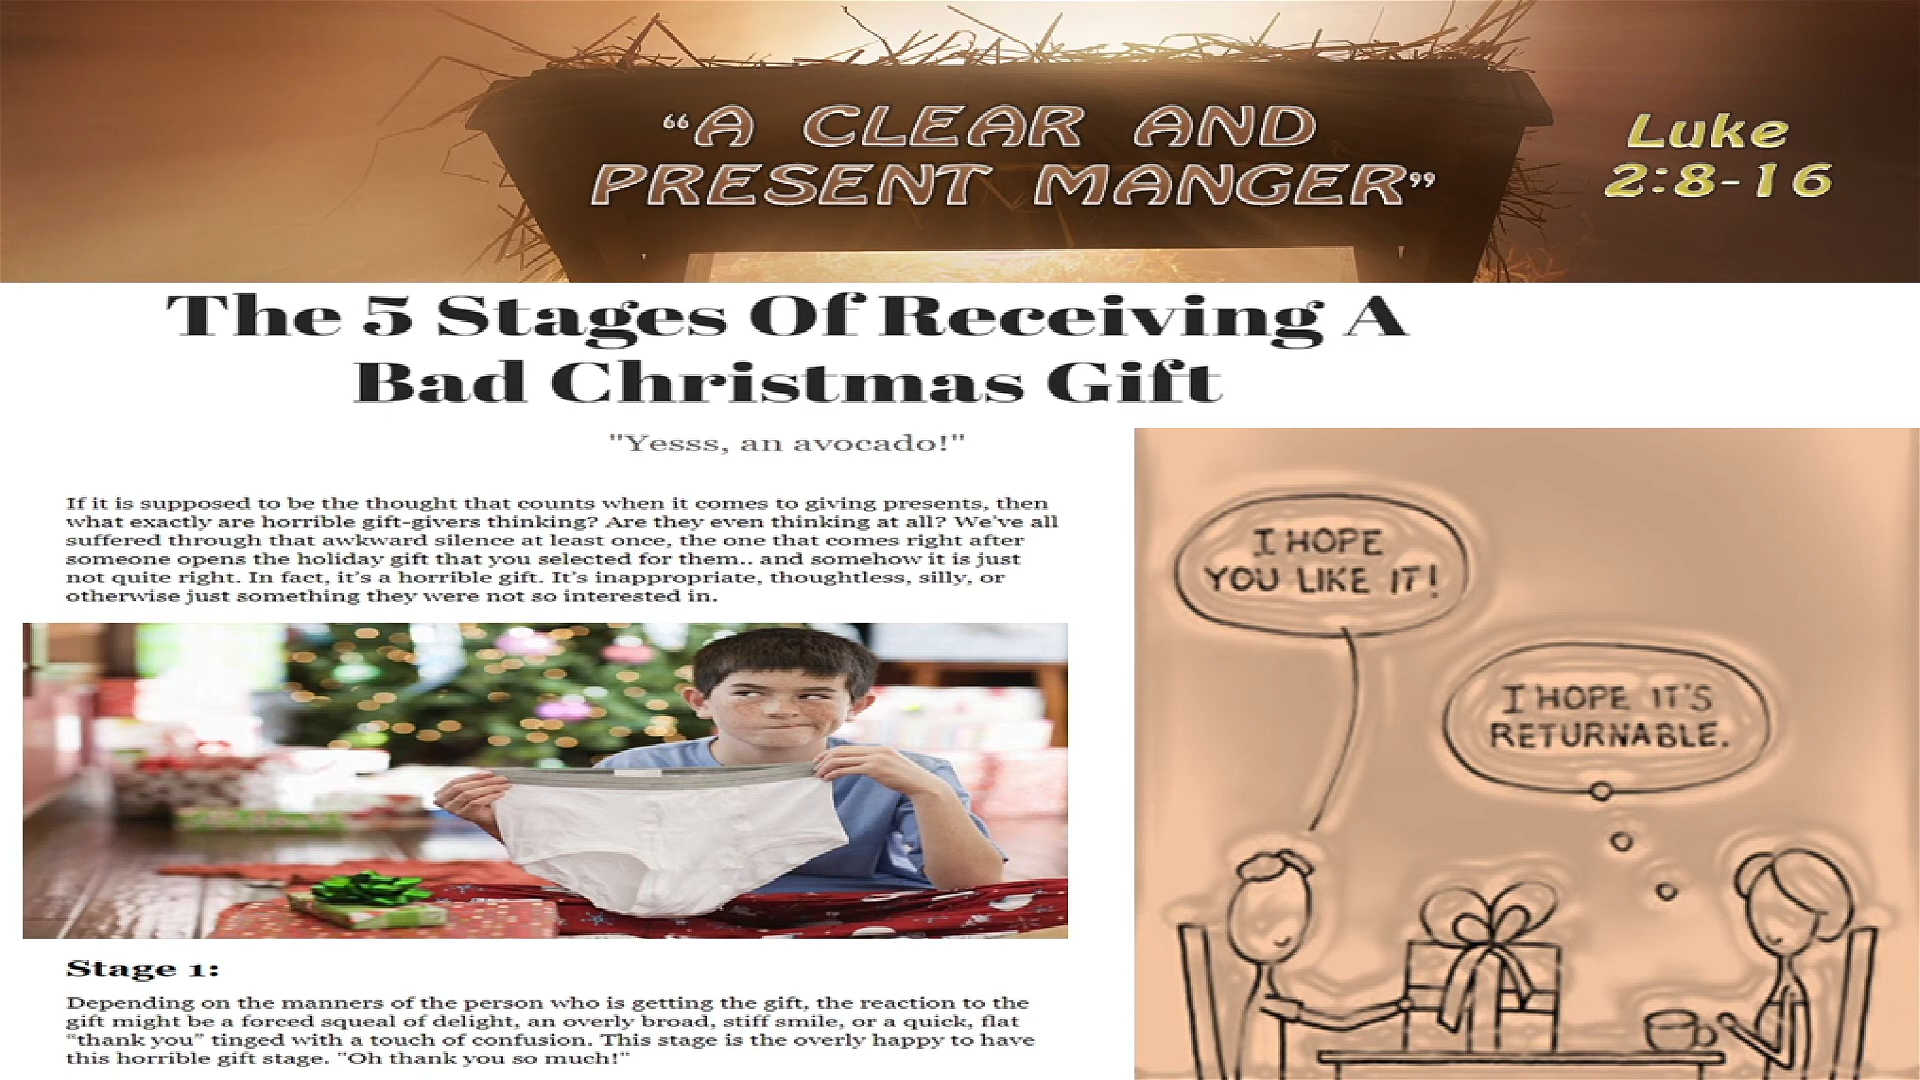 “A CLEAR AND
PRESENT MANGER”
Luke
2:8-16
The 5 Stages Of Receiving A
Bad Christmas Gift
"Yesss, an avocado!"
If it is supposed to be the thought that counts when it comes to giving presents, then
what exactly are horrible gift-givers thinking? Are they even thinking at all? We’ve all
suffered through that awkward silence at least once, the one that comes right after
someone opens the holiday gift that you selected for them.. and somehow it is just
not quite right. In fact, it’s a horrible gift. It’s inappropriate, thoughtless, silly, or
otherwise just something they were not so interested in.
Stage 1:
Depending on the manners of the person who is getting the gift, the reaction to the
gift might be a forced squeal of delight, an overly broad, stiff smile, or a quick, flat
“thank you” tinged with a touch of confusion. This stage is the overly happy to have
this horrible gift stage. "Oh thank you so much!"
I HOPE
YOU LIKE IT!
I HOPE IT'S
RETURNABLE.